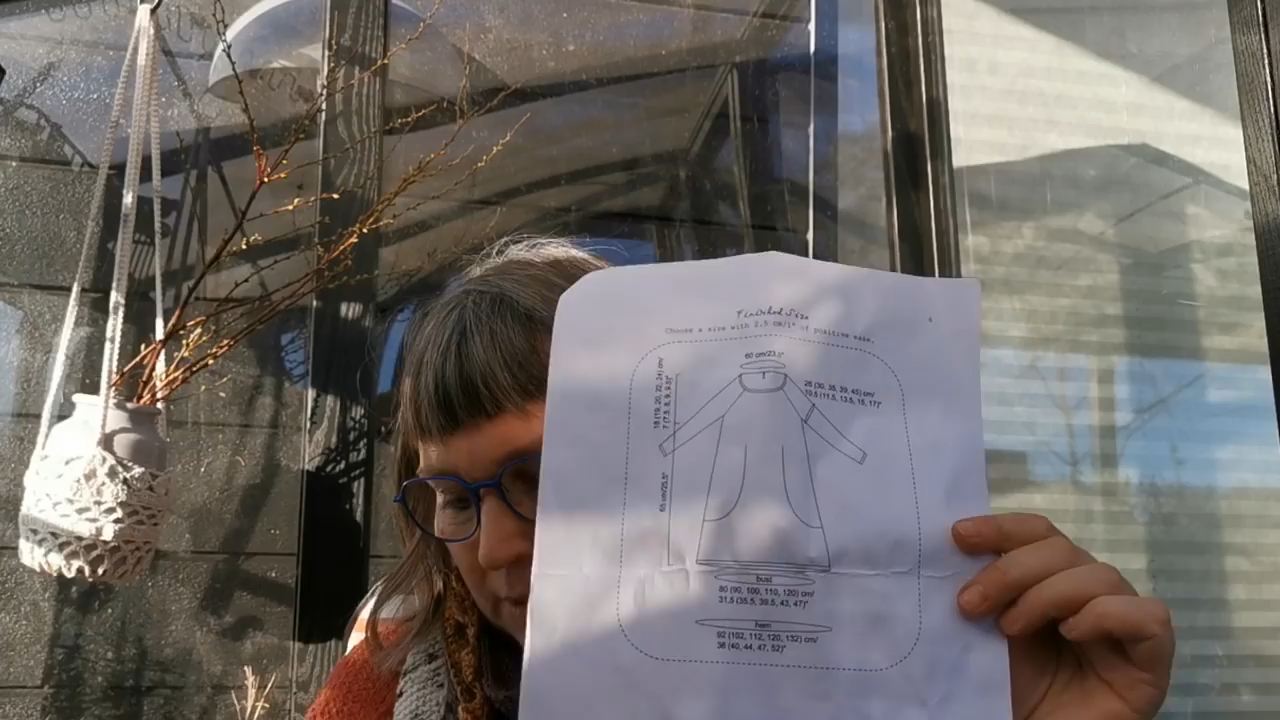 Finished Size
Choose a size with 2.5 CM/1" of positive ease.
60 cm/23.5"
18 (19, 20, 22, 24) cm/
7 (7.5, 8, 9, 9.5)"
26 (30, 35, 39, 45) cm/
10.5 (11.5, 13.5, 15, 17)"
65 cm/25.5"
bust
80 (90, 100, 110, 120) cm/
31.5 (35.5, 39.5, 43, 47)"
hem
92 (102, 112, 120, 132) cm/
36 (40, 44, 47, 52)"